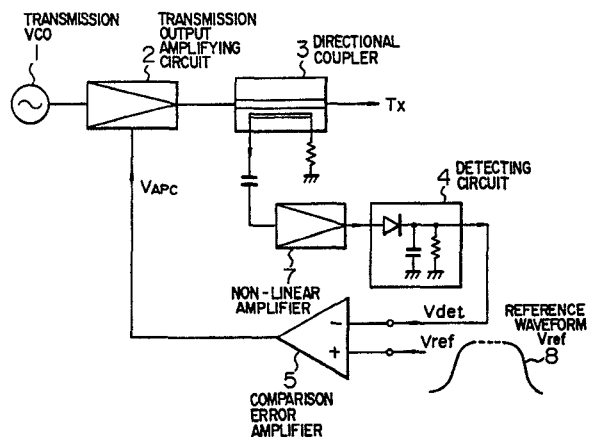 TRANSMISSION
VCO
1
TRANSMISSION
OUTPUT
AMPLIFYING
CIRCUIT
2
3 DIRECTIONAL
COUPLER
Tx
VAPC
4 DETECTING
CIRCUIT
7
NON-LINEAR
AMPLIFIER
Vdet
Vref
REFERENCE
WAVEFORM
Vref
8
5
COMPARISON
ERROR
AMPLIFIER